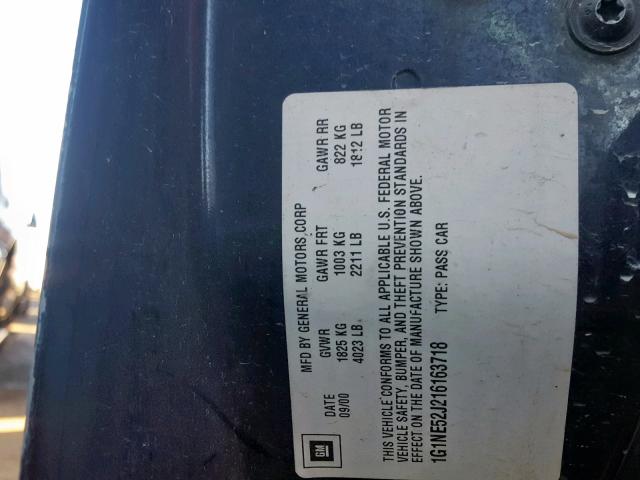 MFD BY GENERAL MOTORS CORP
DATE GVWR GAWR FRT GAWR RR
09/00 1825 KG 1003 KG 822 KG
4023 LB 2211 LB 1812 LB
THIS VEHICLE CONFORMS TO ALL APPLICABLE U.S. FEDERAL MOTOR
VEHICLE SAFETY, BUMPER, AND THEFT PREVENTION STANDARDS IN
EFFECT ON THE DATE OF MANUFACTURE SHOWN ABOVE.
1G1NE52J216163718 TYPE: PASS CAR
GM